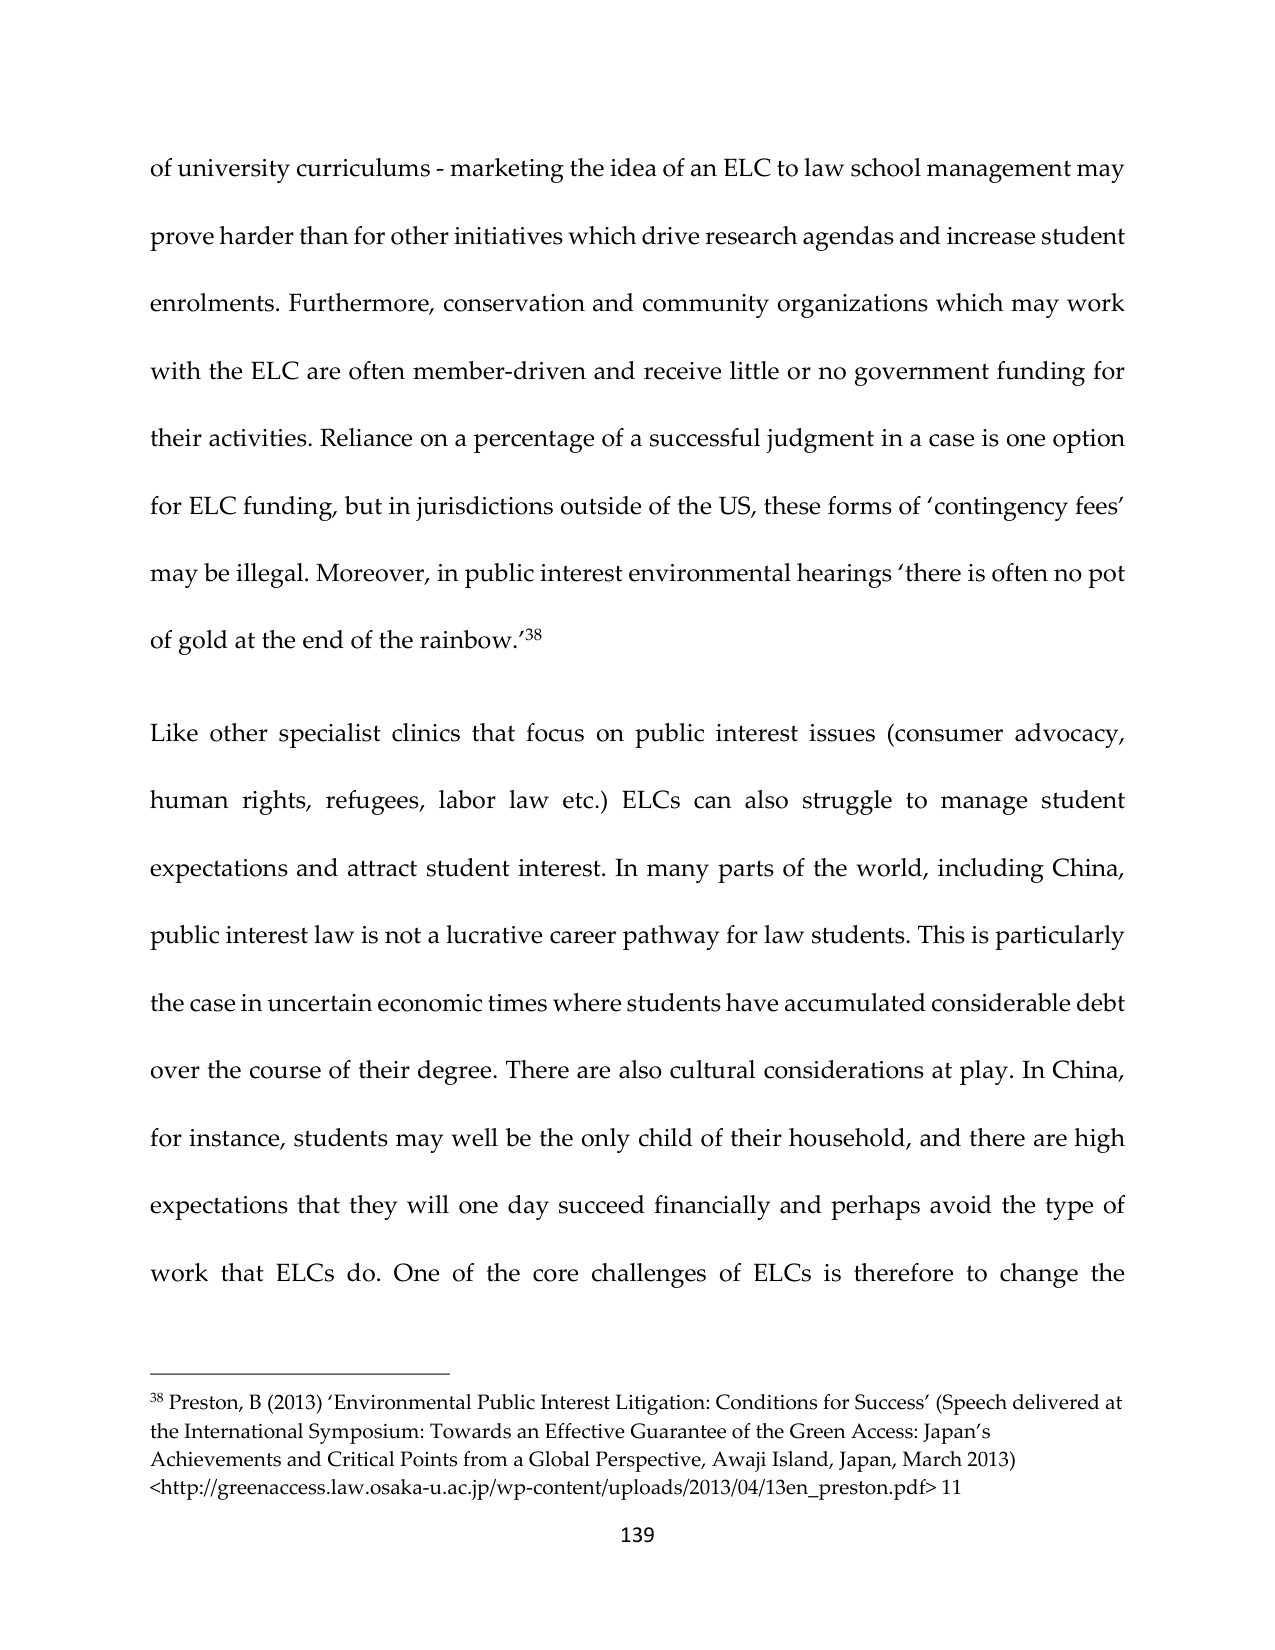 of university curriculums - marketing the idea of an ELC to law school management may
prove harder than for other initiatives which drive research agendas and increase student
enrolments. Furthermore, conservation and community organizations which may work
with the ELC are often member-driven and receive little or no government funding for
their activities. Reliance on a percentage of a successful judgment in a case is one option
for ELC funding, but in jurisdictions outside of the US, these forms of ‘contingency fees’
may be illegal. Moreover, in public interest environmental hearings ‘there is often no pot
of gold at the end of the rainbow.’³⁸
Like other specialist clinics that focus on public interest issues (consumer advocacy,
human rights, refugees, labor law etc.) ELCs can also struggle to manage student
expectations and attract student interest. In many parts of the world, including China,
public interest law is not a lucrative career pathway for law students. This is particularly
the case in uncertain economic times where students have accumulated considerable debt
over the course of their degree. There are also cultural considerations at play. In China,
for instance, students may well be the only child of their household, and there are high
expectations that they will one day succeed financially and perhaps avoid the type of
work that ELCs do. One of the core challenges of ELCs is therefore to change the
³⁸ Preston, B (2013) ‘Environmental Public Interest Litigation: Conditions for Success’ (Speech delivered at
the International Symposium: Towards an Effective Guarantee of the Green Access: Japan’s
Achievements and Critical Points from a Global Perspective, Awaji Island, Japan, March 2013)
<http://greenaccess.law.osaka-u.ac.jp/wp-content/uploads/2013/04/13en_preston.pdf> 11
139